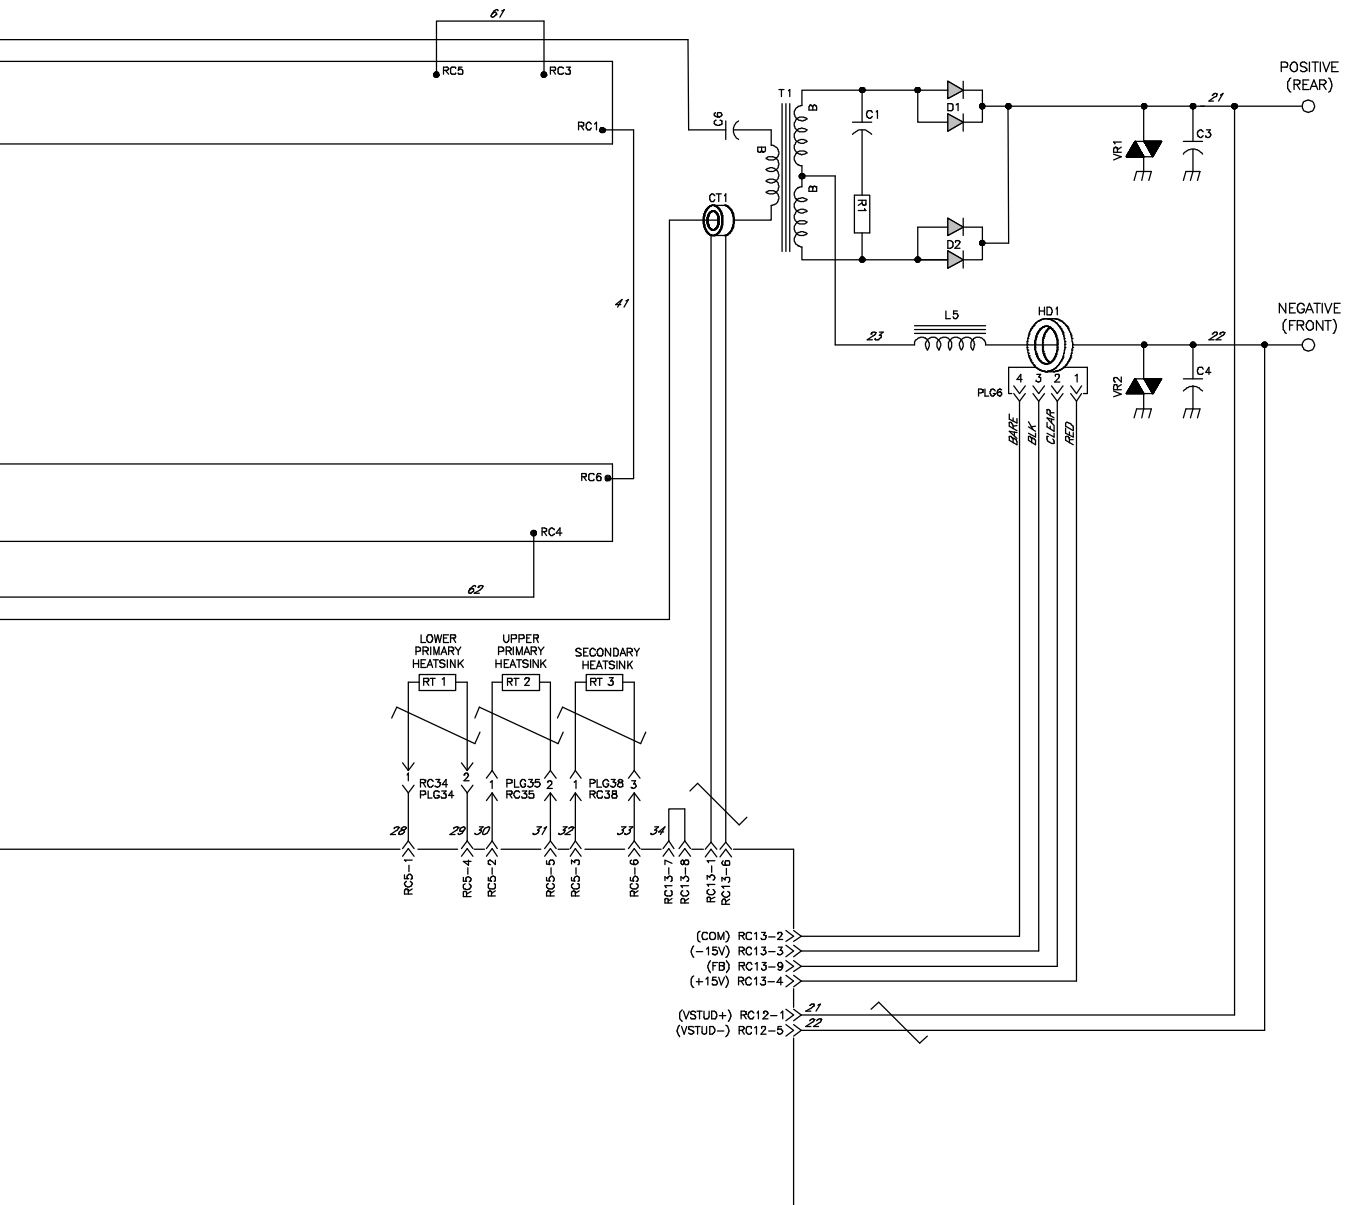 61
RC5
RC3
RC1
41
RC6
RC4
62
C6
T1
B
B
B
CT1
C1
R1
D1
D2
21
POSITIVE
(REAR)
VR1
C3
23
L5
HD1
22
NEGATIVE
(FRONT)
VR2
C4
PLG6
4 3 2 1
BARE
BLK
CLEAR
RED
LOWER
PRIMARY
HEATSINK
RT 1
UPPER
PRIMARY
HEATSINK
RT 2
SECONDARY
HEATSINK
RT 3
1
RC34
PLG34
2
1
PLG35
RC35
2
1
PLG38
RC38
3
28
29
30
31
32
33
34
RC5-1
RC5-4
RC5-2
RC5-5
RC5-3
RC5-6
RC13-7
RC13-8
RC13-1
RC13-6
(COM) RC13-2
(-15V) RC13-3
(FB) RC13-9
(+15V) RC13-4
(VSTUD+) RC12-1
21
(VSTUD-) RC12-5
22